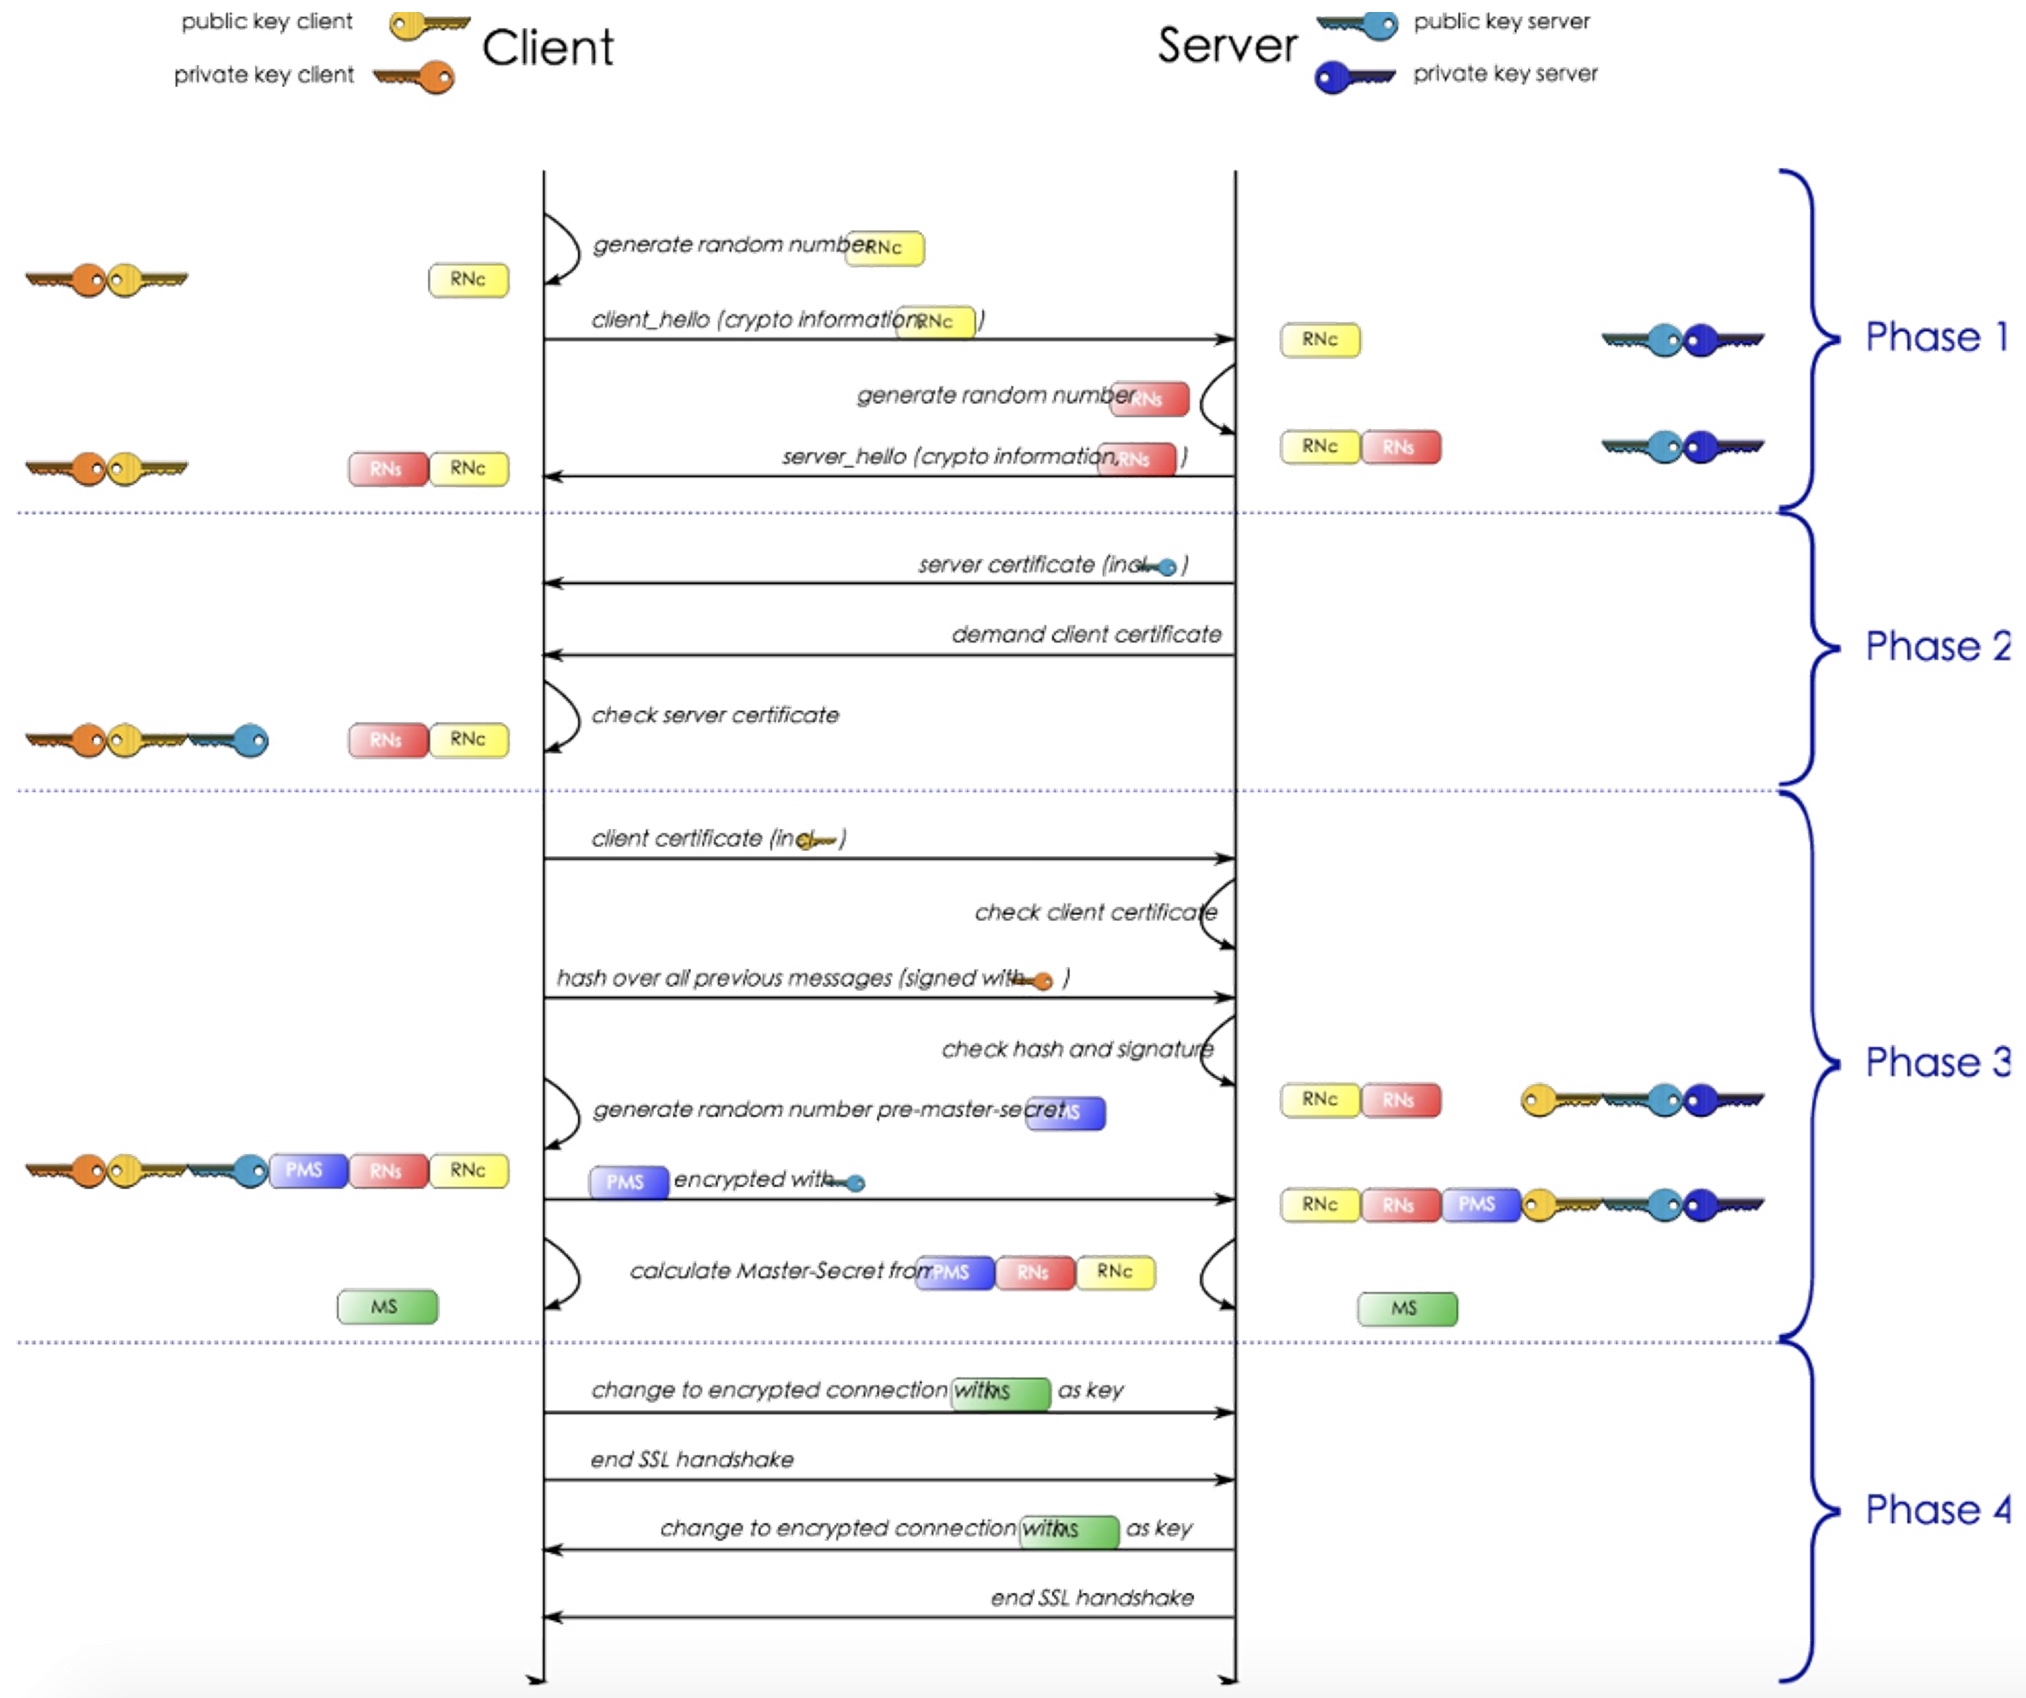 public key client
Client
Server
public key server
private key client
private key server
generate random number RNc
RNc
client_hello (crypto information, RNc )
RNc
Phase 1
generate random number RNs
RNc RNs
server_hello (crypto information, RNs )
RNs RNc
server certificate (incl. )
demand client certificate
Phase 2
check server certificate
RNs RNc
client certificate (incl. )
check client certificate
hash over all previous messages (signed with )
check hash and signature
Phase 3
RNc RNs
generate random number pre-master-secret PMS
PMS RNs RNc
PMS encrypted with
RNc RNs PMS
calculate Master-Secret from PMS RNs RNc
MS
MS
change to encrypted connection with MS as key
end SSL handshake
Phase 4
change to encrypted connection with MS as key
end SSL handshake